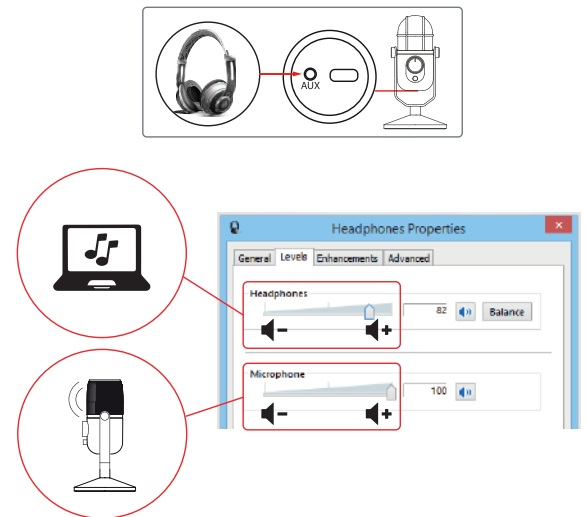 AUX
Headphones Properties
General Levels Enhancements Advanced
Headphones
82 Balance
Microphone
100